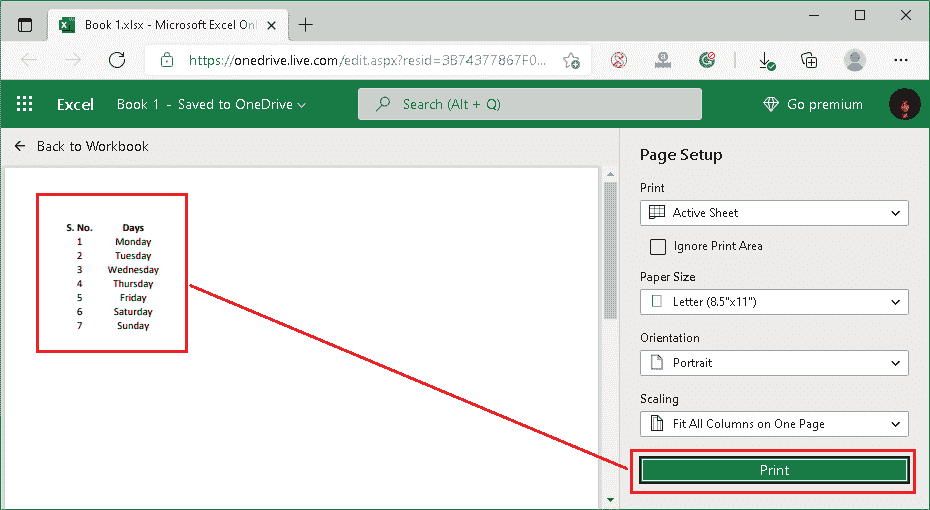 Book 1.xlsx - Microsoft Excel Onl
https://onedrive.live.com/edit.aspx?resid=3B74377867F0...
Excel Book 1 - Saved to OneDrive Search (Alt + Q) Go premium
Back to Workbook
S. No. Days
1 Monday
2 Tuesday
3 Wednesday
4 Thursday
5 Friday
6 Saturday
7 Sunday
Page Setup
Print
Active Sheet
Ignore Print Area
Paper Size
Letter (8.5"x11")
Orientation
Portrait
Scaling
Fit All Columns on One Page
Print